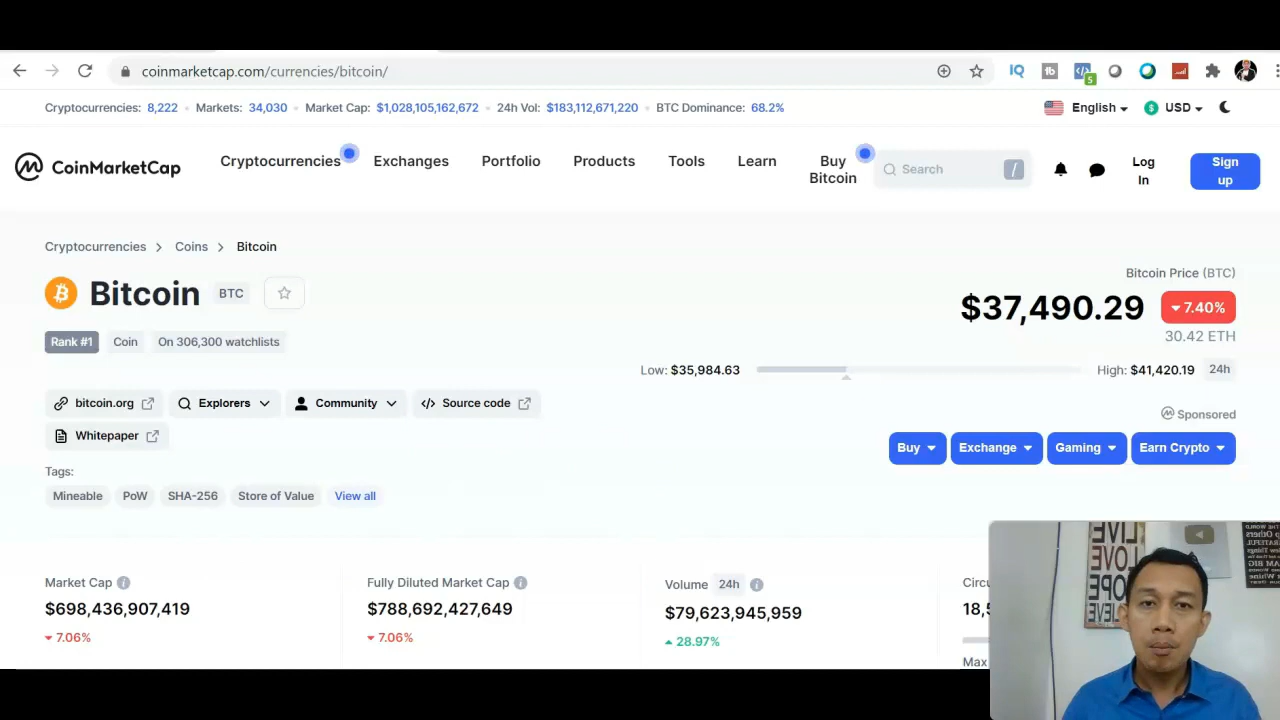 coinmarketcap.com/currencies/bitcoin/
Cryptocurrencies: 8,222 Markets: 34,030 Market Cap: $1,028,105,162,672 24h Vol: $183,112,671,220 BTC Dominance: 68.2% English USD
CoinMarketCap Cryptocurrencies Exchanges Portfolio Products Tools Learn Buy Bitcoin Search / Log In Sign up
Cryptocurrencies > Coins > Bitcoin
Bitcoin Price (BTC)
Bitcoin BTC $37,490.29 7.40%
30.42 ETH
Rank #1 Coin On 306,300 watchlists
Low: $35,984.63 High: $41,420.19 24h
bitcoin.org Explorers Community Source code
Sponsored
Whitepaper
Buy Exchange Gaming Earn Crypto
Tags:
Mineable PoW SHA-256 Store of Value View all
Market Cap Fully Diluted Market Cap Volume 24h Circu
$698,436,907,419 $788,692,427,649 $79,623,945,959 18,5
7.06% 7.06% 28.97%
Max
LIVE
LOVE